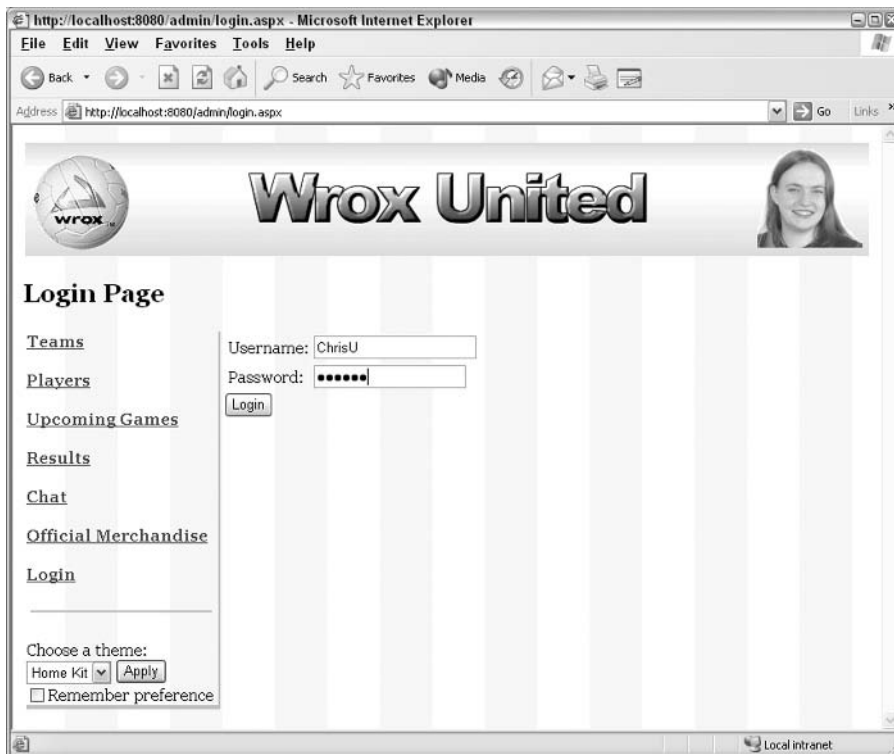 http://localhost:8080/admin/login.aspx - Microsoft Internet Explorer
File Edit View Favorites Tools Help
Back Search Favorites Media
Address http://localhost:8080/admin/login.aspx Go Links »
wrox
Wrox United
Login Page
Teams
Players
Upcoming Games
Results
Chat
Official Merchandise
Login
Username: ChrisU
Password: ●●●●●●
Login
Choose a theme:
Home Kit Apply
Remember preference
Local intranet